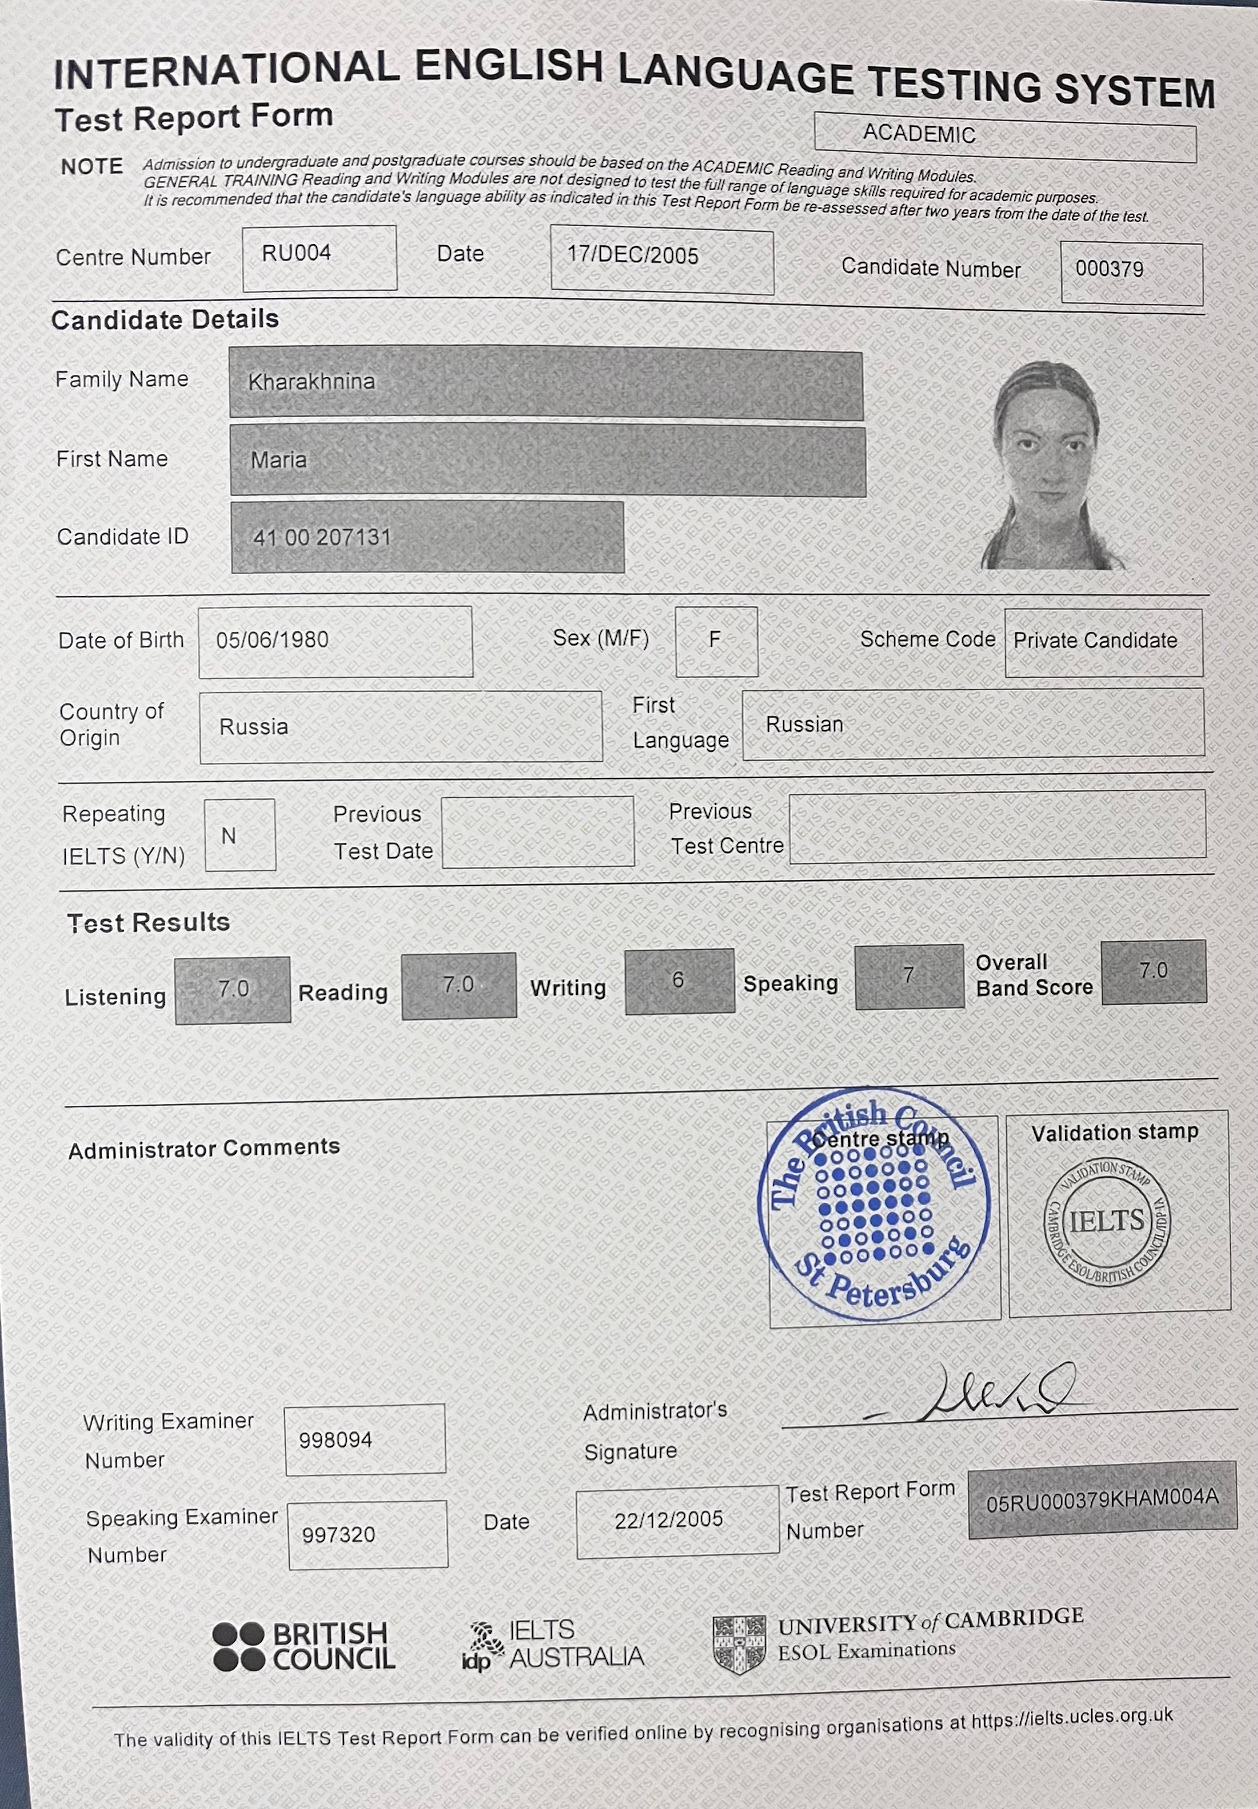 INTERNATIONAL ENGLISH LANGUAGE TESTING SYSTEM
Test Report Form
ACADEMIC
NOTE Admission to undergraduate and postgraduate courses should be based on the ACADEMIC Reading and Writing Modules.
GENERAL TRAINING Reading and Writing Modules are not designed to test the full range of language skills required for academic purposes.
It is recommended that the candidate's language ability as indicated in this Test Report Form be re-assessed after two years from the date of the test.
Centre Number RU004 Date 17/DEC/2005 Candidate Number 000379
Candidate Details
Family Name Kharakhnina
First Name Maria
Candidate ID 41 00 207131
Date of Birth 05/06/1980 Sex (M/F) F Scheme Code Private Candidate
Country of
Origin
Russia
First
Language
Russian
Repeating
IELTS (Y/N)
N
Previous
Test Date
Previous
Test Centre
Test Results
Listening 7.0 Reading 7.0 Writing 6 Speaking 7 Overall
Band Score
7.0
Administrator Comments
Centre stamp
The British Council
St Petersburg
Validation stamp
VALIDATION STAMP
IELTS
CAMBRIDGE ESOL/BRITISH COUNCIL/IDP:IA
Writing Examiner
Number
998094
Administrator's
Signature
Speaking Examiner
Number
997320
Date 22/12/2005
Test Report Form
Number
05RU000379KHAM004A
BRITISH
COUNCIL
idp IELTS
AUSTRALIA
UNIVERSITY of CAMBRIDGE
ESOL Examinations
The validity of this IELTS Test Report Form can be verified online by recognising organisations at https://ielts.ucles.org.uk